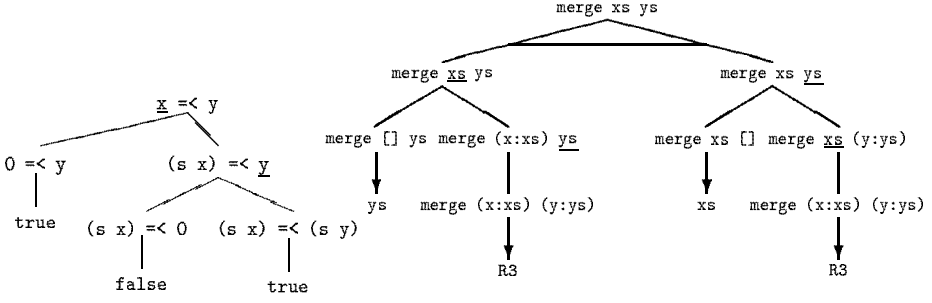 merge xs ys
merge xs ys
merge xs ys
x =< y
merge [] ys
merge (x:xs) ys
merge xs []
merge xs (y:ys)
0 =< y
(s x) =< y
ys
merge (x:xs) (y:ys)
xs
merge (x:xs) (y:ys)
true
(s x) =< 0
(s x) =< (s y)
R3
R3
false
true